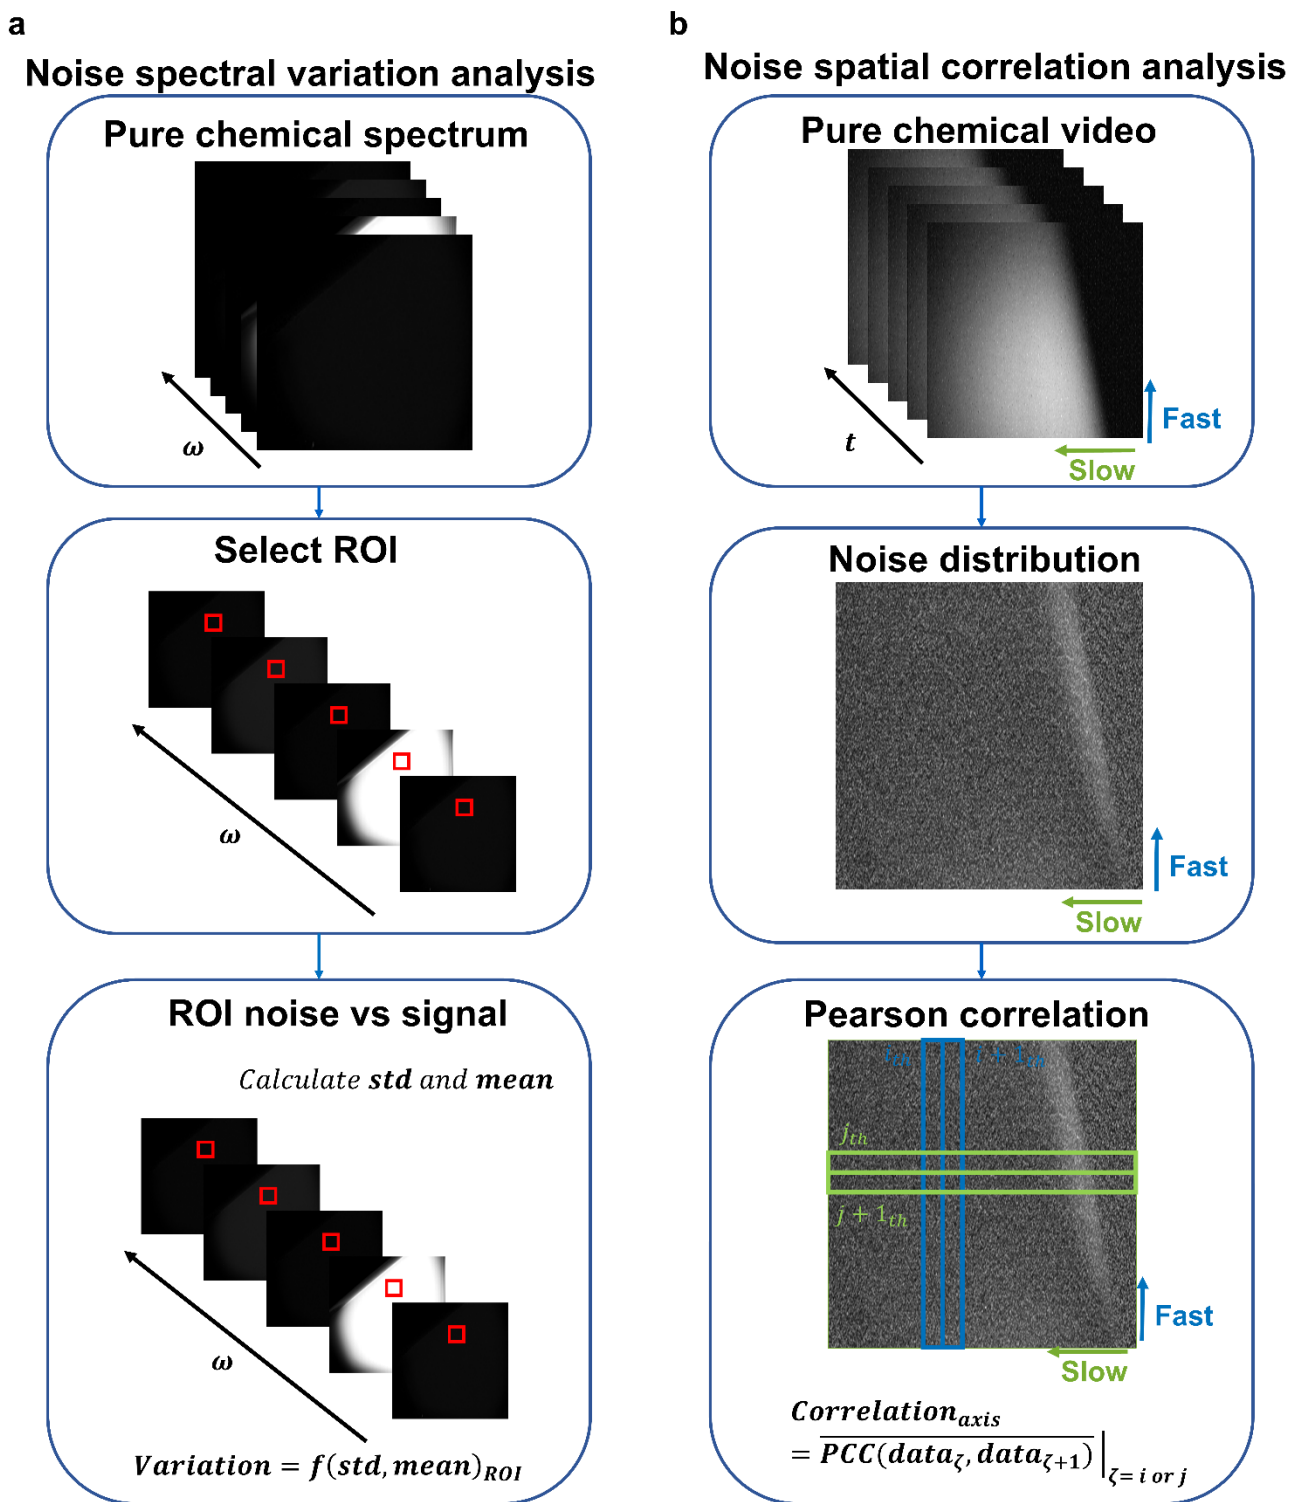 a
Noise spectral variation analysis
Pure chemical spectrum
ω
Select ROI
ω
ROI noise vs signal
Calculate std and mean
ω
Variation = f(std, mean)ROI
b
Noise spatial correlation analysis
Pure chemical video
t
Fast
Slow
Noise distribution
Fast
Slow
Pearson correlation
i_th i + 1_th
j_th
j + 1_th
Fast
Slow
Correlation_axis
= PCC(data_ζ, data_ζ+1)|ζ= i or j